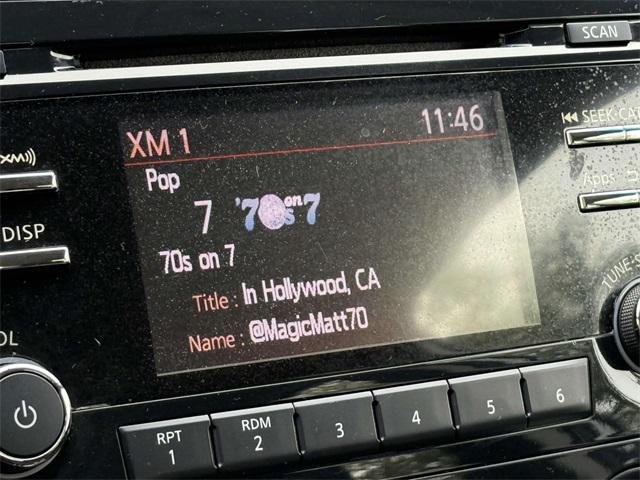 SCAN
SEEK·CAT
XM 1 11:46
Pop
7 '70s on 7
70s on 7
Title : In Hollywood, CA
Name : @MagicMatt70
XM
DISP
Apps
TUNE·S
OL
RPT 1
RDM 2
3
4
5
6